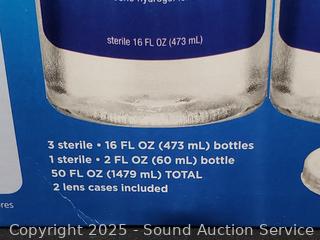 sterile 16 FL OZ (473 mL)
3 sterile • 16 FL OZ (473 mL) bottles
1 sterile • 2 FL OZ (60 mL) bottle
50 FL OZ (1479 mL) TOTAL
2 lens cases included
Copyright 2025 - Sound Auction Service